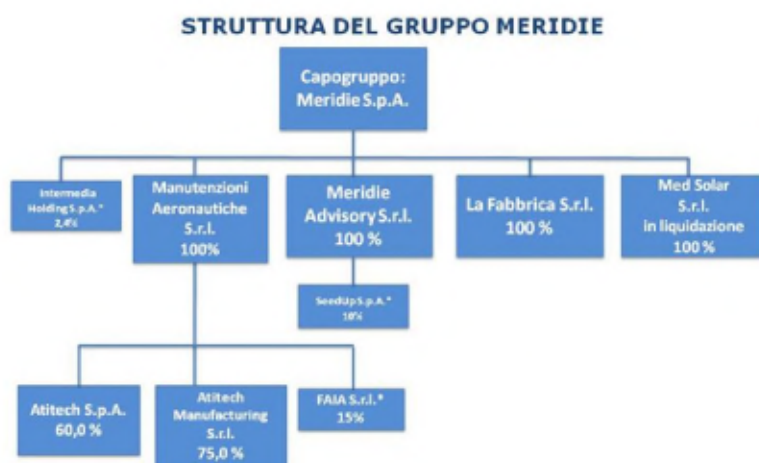 STRUTTURA DEL GRUPPO MERIDIE
Capogruppo:
Meridie S.p.A.
Intermedia
Holding S.p.A.*
2,4%
Manutenzioni
Aeronautiche
S.r.l.
100%
Meridie
Advisory S.r.l.
100 %
La Fabbrica S.r.l.
100 %
Med Solar
S.r.l.
in liquidazione
100 %
SeedUp S.p.A.*
10%
Atitech S.p.A.
60,0 %
Atitech
Manufacturing
S.r.l.
75,0 %
FAIA S.r.l.*
15%